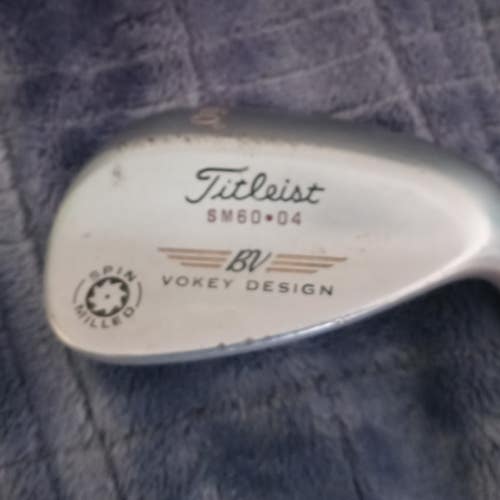 Titleist
SM60•04
BV
VOKEY DESIGN
SPIN
MILLED